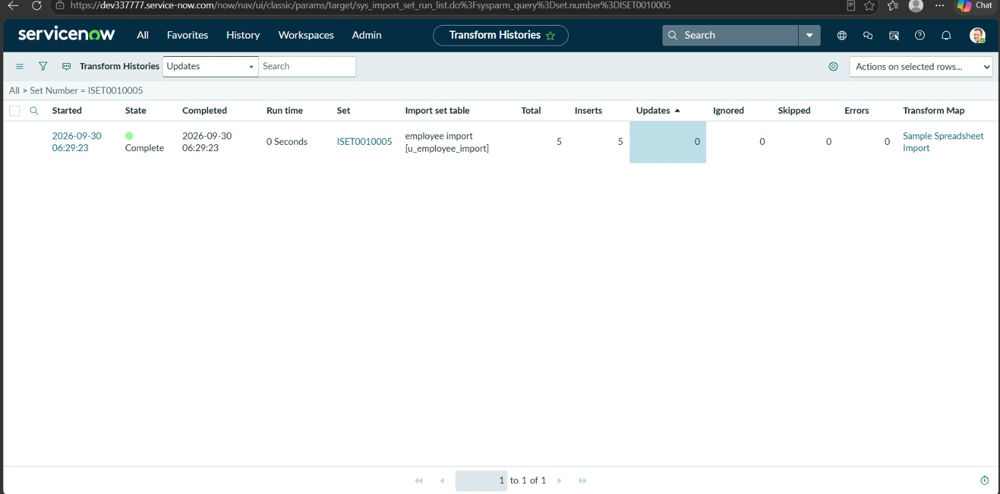 https://dev337777.service-now.com/now/nav/ui/classic/params/target/sys_import_set_run_list.do%3Fsysparm_query%3Dset.number%3DISET0010005
Chat
servicenow All Favorites History Workspaces Admin Transform Histories Search
Transform Histories Updates Search Actions on selected rows...
All > Set Number = ISET0010005
Started State Completed Run time Set Import set table Total Inserts Updates Ignored Skipped Errors Transform Map
2026-09-30 06:29:23 Complete 2026-09-30 06:29:23 0 Seconds ISET0010005 employee import [u_employee_import] 5 5 0 0 0 0 Sample Spreadsheet Import
1 to 1 of 1